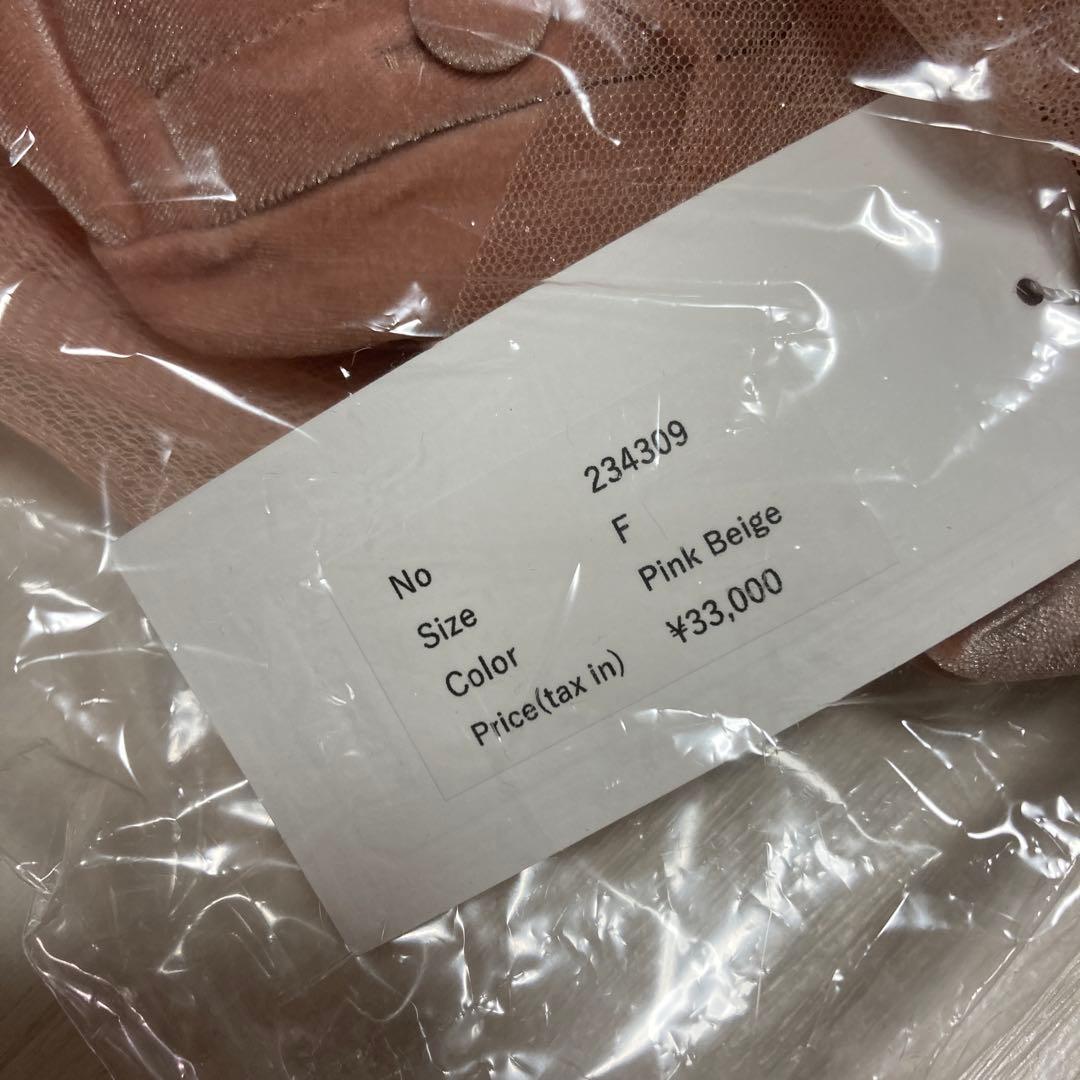 No 234309
Size F
Color Pink Beige
Price(tax in) ¥33,000